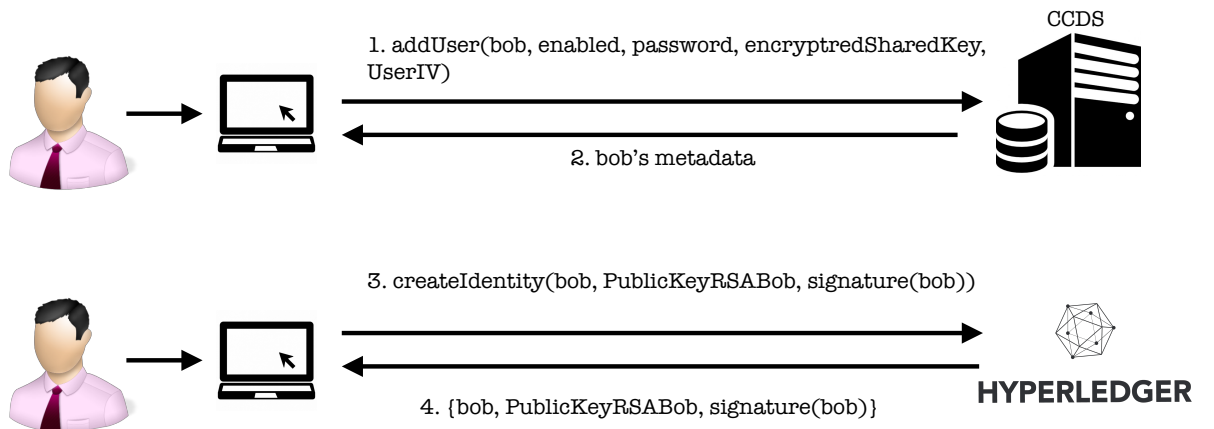 CCDS
1. addUser(bob, enabled, password, encryptredSharedKey,
UserIV)
2. bob's metadata
3. createIdentity(bob, PublicKeyRSABob, signature(bob))
HYPERLEDGER
4. {bob, PublicKeyRSABob, signature(bob)}